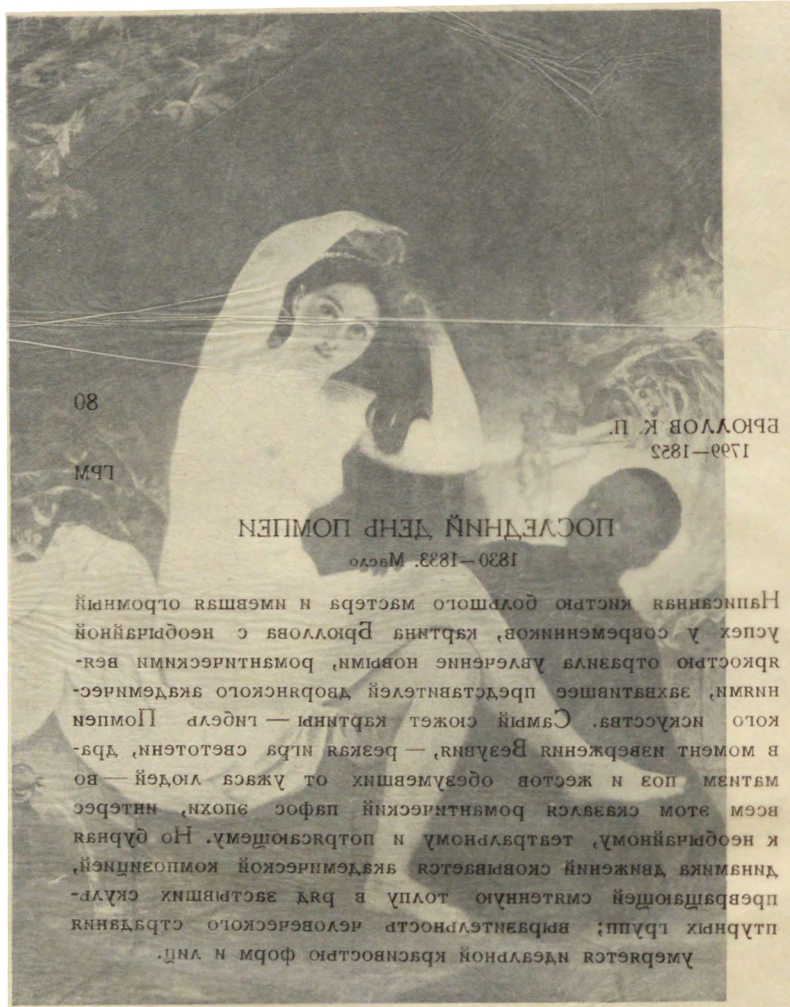 80
БРЮЛЛОВ К. П.
1799—1852
ГРМ
ПОСЛЕДНИЙ ДЕНЬ ПОМПЕИ
1830—1833. Масло
Написанная кистью большого мастера и имевшая огромный
успех у современников, картина Брюллова с необычайной
яркостью отразила увлечение новыми, романтическими вея-
ниями, захватившее представителей дворянского академичес-
кого искусства. Самый сюжет картины — гибель Помпеи
в момент извержения Везувия, — резкая игра светотени, дра-
матизм поз и жестов обезумевших от ужаса людей — во
всем этом сказался романтический пафос эпохи, интерес
к необычайному, театральному и потрясающему. Но бурная
динамика движений сковывается академической композицией,
превращающей смятенную толпу в ряд застывших скуль-
птурных групп; выразительность человеческого страдания
умеряется идеальной красивостью форм и лиц.